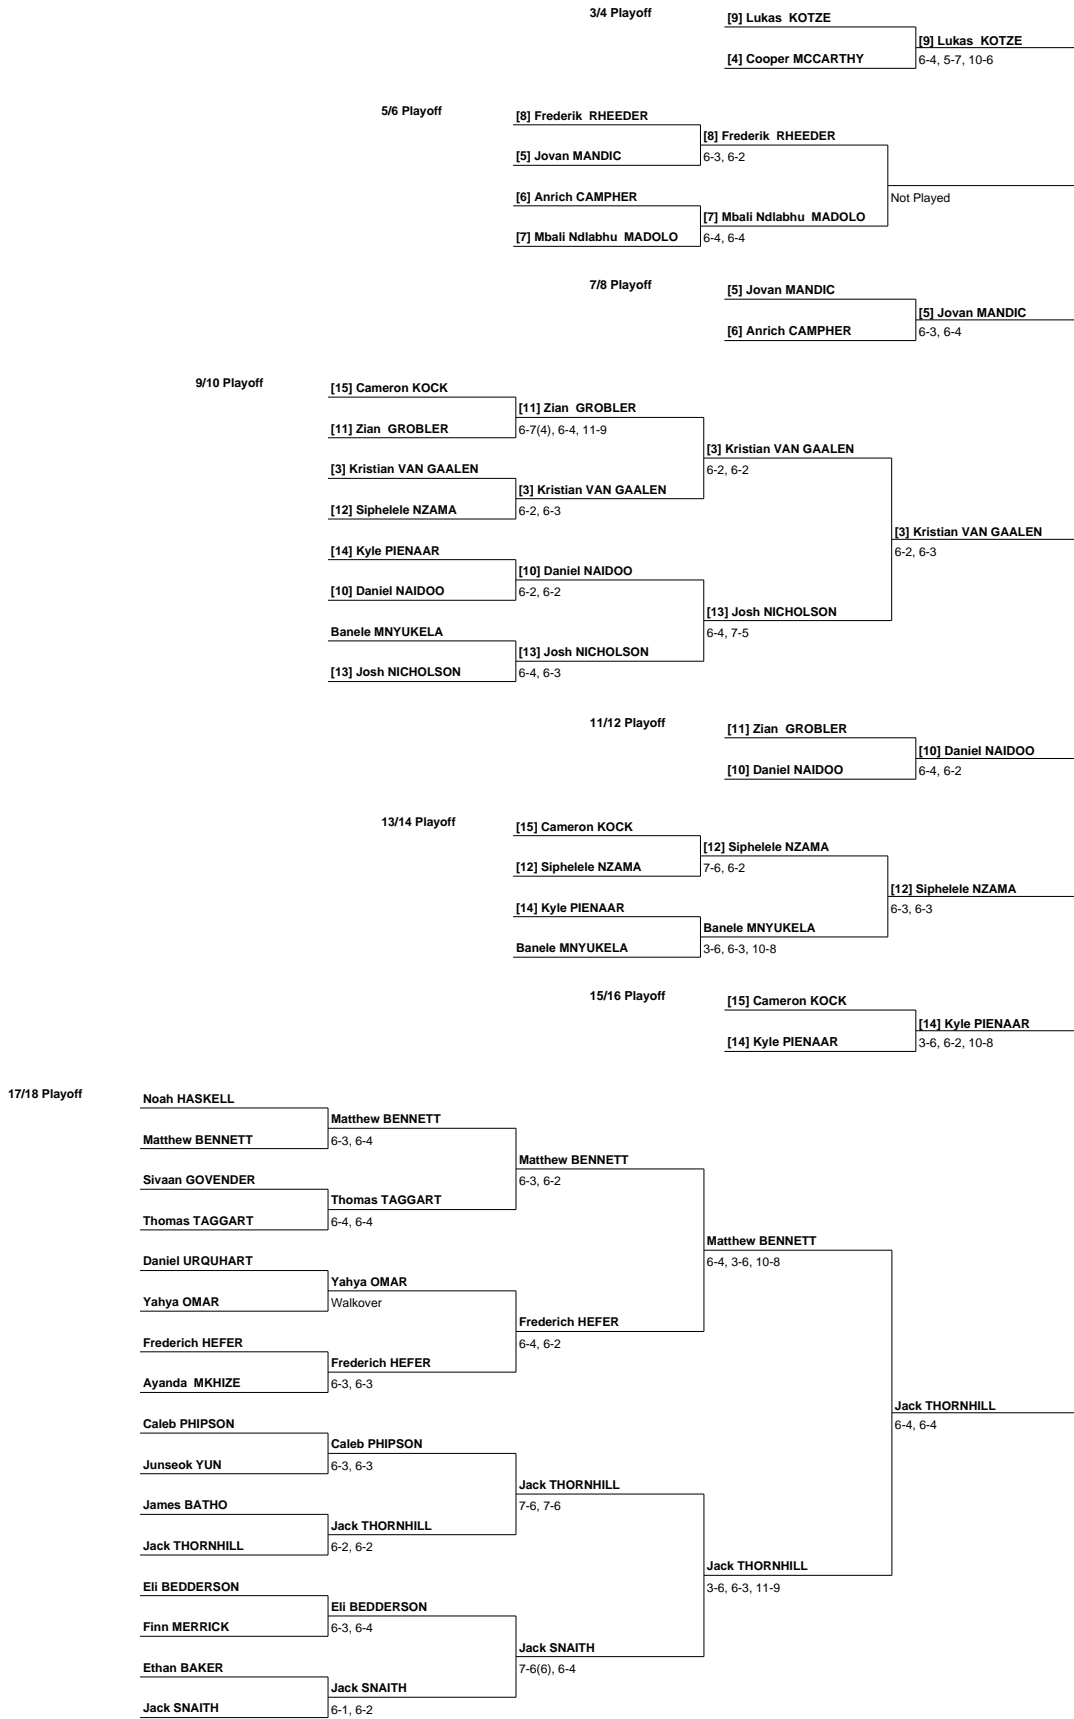 3/4 Playoff
[9] Lukas  KOTZE
[9] Lukas  KOTZE
[4] Cooper MCCARTHY
6-4, 5-7, 10-6
5/6 Playoff
[8] Frederik  RHEEDER
[8] Frederik  RHEEDER
[5] Jovan MANDIC
6-3, 6-2
[6] Anrich CAMPHER
Not Played
[7] Mbali Ndlabhu  MADOLO
[7] Mbali Ndlabhu  MADOLO
6-4, 6-4
7/8 Playoff
[5] Jovan MANDIC
[5] Jovan MANDIC
[6] Anrich CAMPHER
6-3, 6-4
9/10 Playoff
[15] Cameron KOCK
[11] Zian  GROBLER
[11] Zian  GROBLER
6-7(4), 6-4, 11-9
[3] Kristian VAN GAALEN
[3] Kristian VAN GAALEN
6-2, 6-2
[3] Kristian VAN GAALEN
[12] Siphelele NZAMA
6-2, 6-3
[3] Kristian VAN GAALEN
[14] Kyle PIENAAR
6-2, 6-3
[10] Daniel NAIDOO
[10] Daniel NAIDOO
6-2, 6-2
[13] Josh NICHOLSON
Banele MNYUKELA
6-4, 7-5
[13] Josh NICHOLSON
[13] Josh NICHOLSON
6-4, 6-3
11/12 Playoff
[11] Zian  GROBLER
[10] Daniel NAIDOO
[10] Daniel NAIDOO
6-4, 6-2
13/14 Playoff
[15] Cameron KOCK
[12] Siphelele NZAMA
[12] Siphelele NZAMA
7-6, 6-2
[12] Siphelele NZAMA
[14] Kyle PIENAAR
6-3, 6-3
Banele MNYUKELA
Banele MNYUKELA
3-6, 6-3, 10-8
15/16 Playoff
[15] Cameron KOCK
[14] Kyle PIENAAR
[14] Kyle PIENAAR
3-6, 6-2, 10-8
17/18 Playoff
Noah HASKELL
Matthew BENNETT
Matthew BENNETT
6-3, 6-4
Matthew BENNETT
Sivaan GOVENDER
6-3, 6-2
Thomas TAGGART
Thomas TAGGART
6-4, 6-4
Matthew BENNETT
Daniel URQUHART
6-4, 3-6, 10-8
Yahya OMAR
Yahya OMAR
Walkover
Frederich HEFER
Frederich HEFER
6-4, 6-2
Frederich HEFER
Ayanda  MKHIZE
6-3, 6-3
Jack THORNHILL
Caleb PHIPSON
6-4, 6-4
Caleb PHIPSON
Junseok YUN
6-3, 6-3
Jack THORNHILL
James BATHO
7-6, 7-6
Jack THORNHILL
Jack THORNHILL
6-2, 6-2
Jack THORNHILL
Eli BEDDERSON
3-6, 6-3, 11-9
Eli BEDDERSON
Finn MERRICK
6-3, 6-4
Jack SNAITH
Ethan BAKER
7-6(6), 6-4
Jack SNAITH
Jack SNAITH
6-1, 6-2